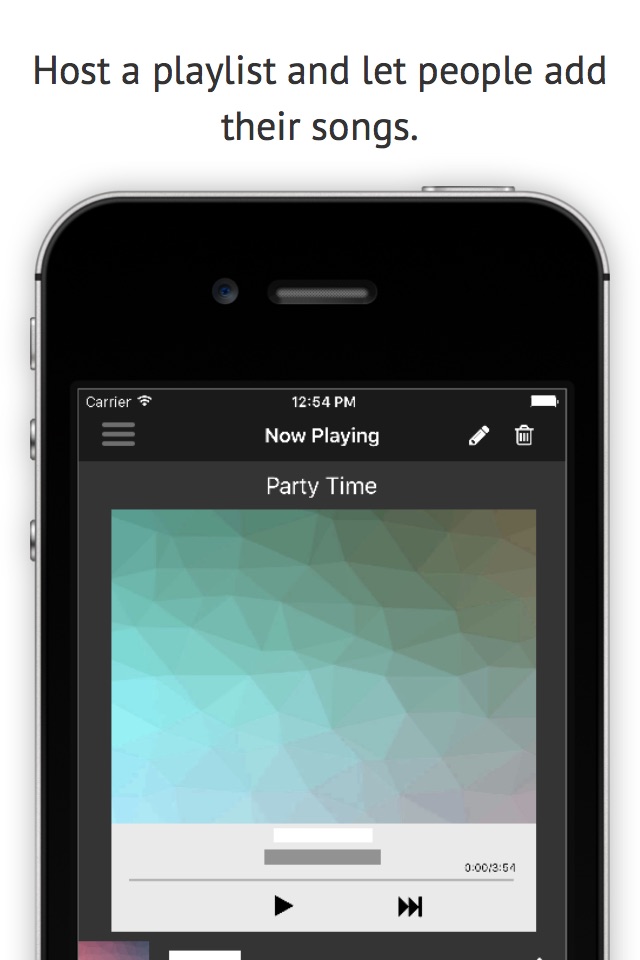 Host a playlist and let people add
their songs.
Carrier 12:54 PM
Now Playing
Party Time
0:00/3:54